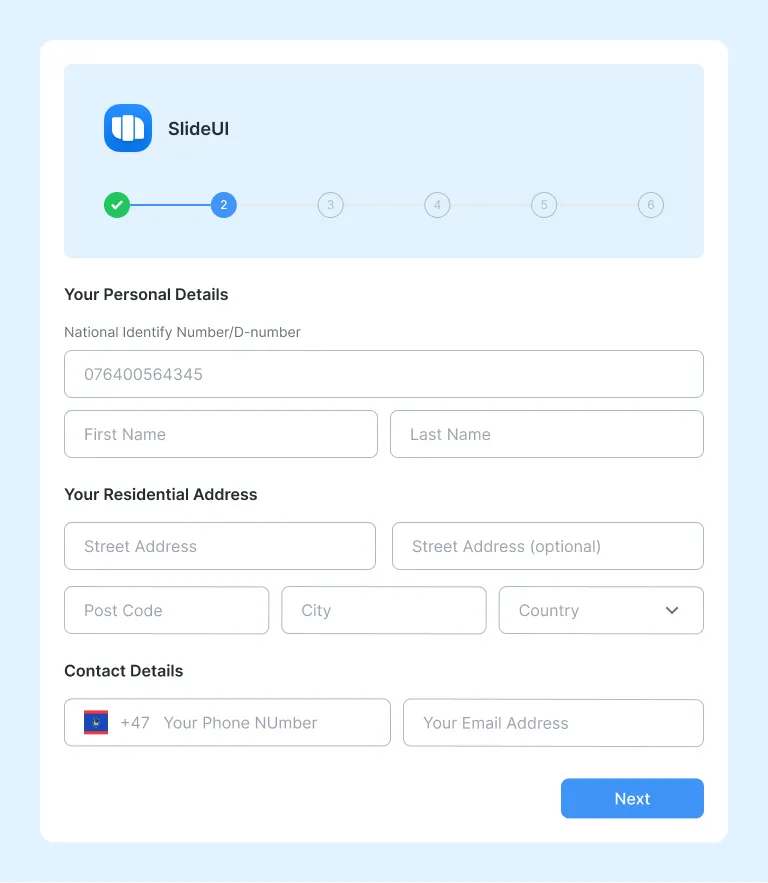 SlideUI
2 3 4 5 6
Your Personal Details
National Identify Number/D-number
076400564345
First Name Last Name
Your Residential Address
Street Address Street Address (optional)
Post Code City Country
Contact Details
+47 Your Phone NUmber Your Email Address
Next